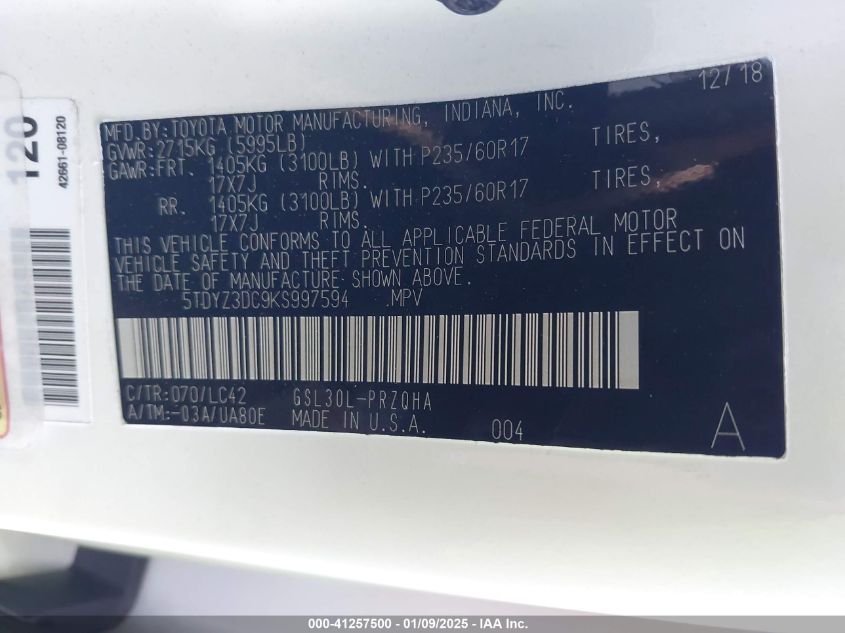 12/18
MFD. BY: TOYOTA MOTOR MANUFACTURING, INDIANA, INC.
GVWR: 2715KG (5995LB)
GAWR: FRT. 1405KG (3100LB) WITH P235/60R17 TIRES,
17X7J RIMS.
RR. 1405KG (3100LB) WITH P235/60R17 TIRES,
17X7J RIMS.
THIS VEHICLE CONFORMS TO ALL APPLICABLE FEDERAL MOTOR
VEHICLE SAFETY AND THEFT PREVENTION STANDARDS IN EFFECT ON
THE DATE OF MANUFACTURE SHOWN ABOVE.
5TDYZ3DC9KS997594 .MPV
C/TR: 070/LC42 GSL30L-PRZQHA
A/TM: -03A/UA80E MADE IN U.S.A. 004 A
120
42661-08120
000-41257500 | 01/09/2025 | IAA Inc.